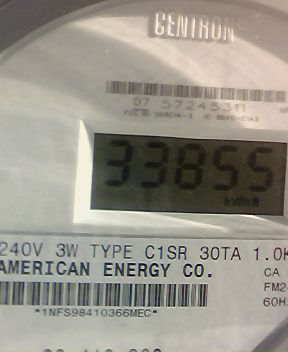 CENTRON
07 57245311
33855
kWh
240V 3W TYPE C1SR 30TA 1.0K
AMERICAN ENERGY CO.
CA
FM2
60H
*1NFS98410366MEC*